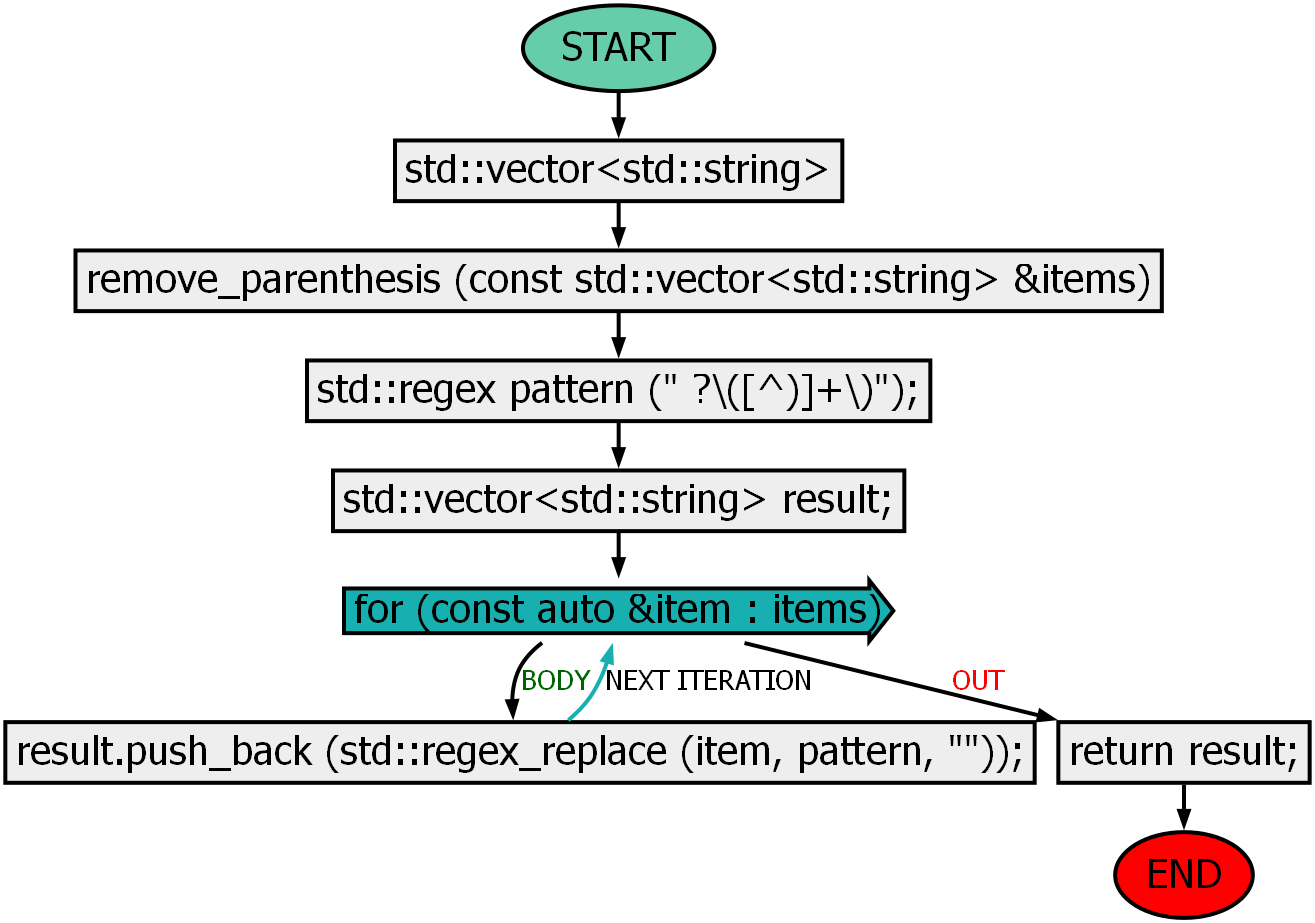 START
std::vector<std::string>
remove_parenthesis (const std::vector<std::string> &items)
std::regex pattern (" ?\([^)]+\)");
std::vector<std::string> result;
for (const auto &item : items)
BODY
NEXT ITERATION
OUT
result.push_back (std::regex_replace (item, pattern, ""));
return result;
END